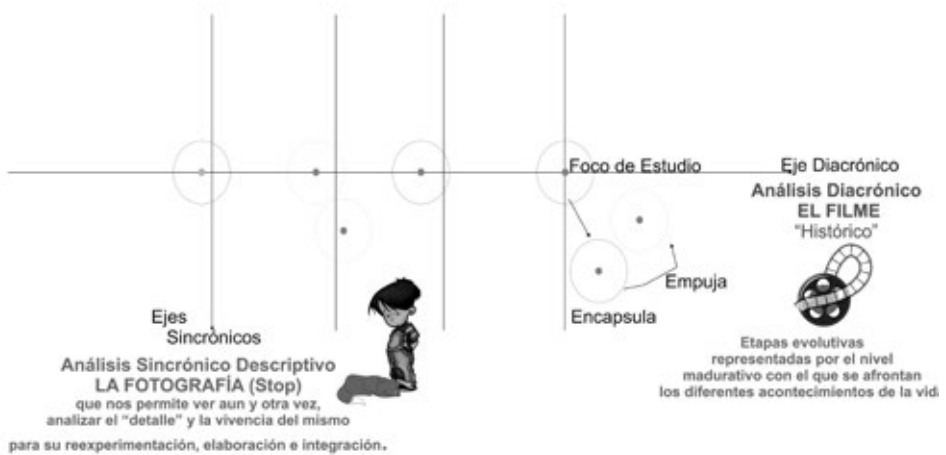 Foco de Estudio
Eje Diacrónico
Análisis Diacrónico
EL FILME
"Histórico"
Empuja
Encapsula
Ejes
Sincrónicos
Análisis Sincrónico Descriptivo
LA FOTOGRAFÍA (Stop)
que nos permite ver aun y otra vez,
analizar el "detalle" y la vivencia del mismo
para su reexperimentación, elaboración e integración.
Etapas evolutivas
representadas por el nivel
madurativo con el que se afrontan
los diferentes acontecimientos de la vida